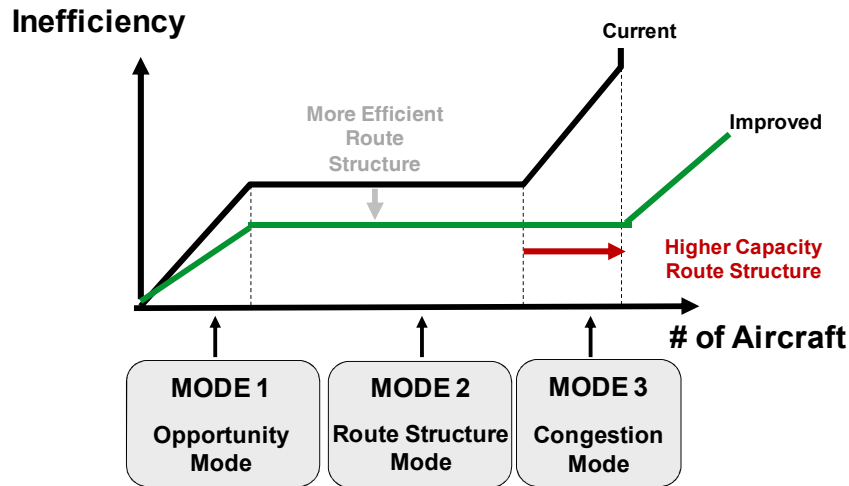 Inefficiency
Current
More Efficient
Route
Structure
Improved
Higher Capacity
Route Structure
# of Aircraft
MODE 1
Opportunity
Mode
MODE 2
Route Structure
Mode
MODE 3
Congestion
Mode